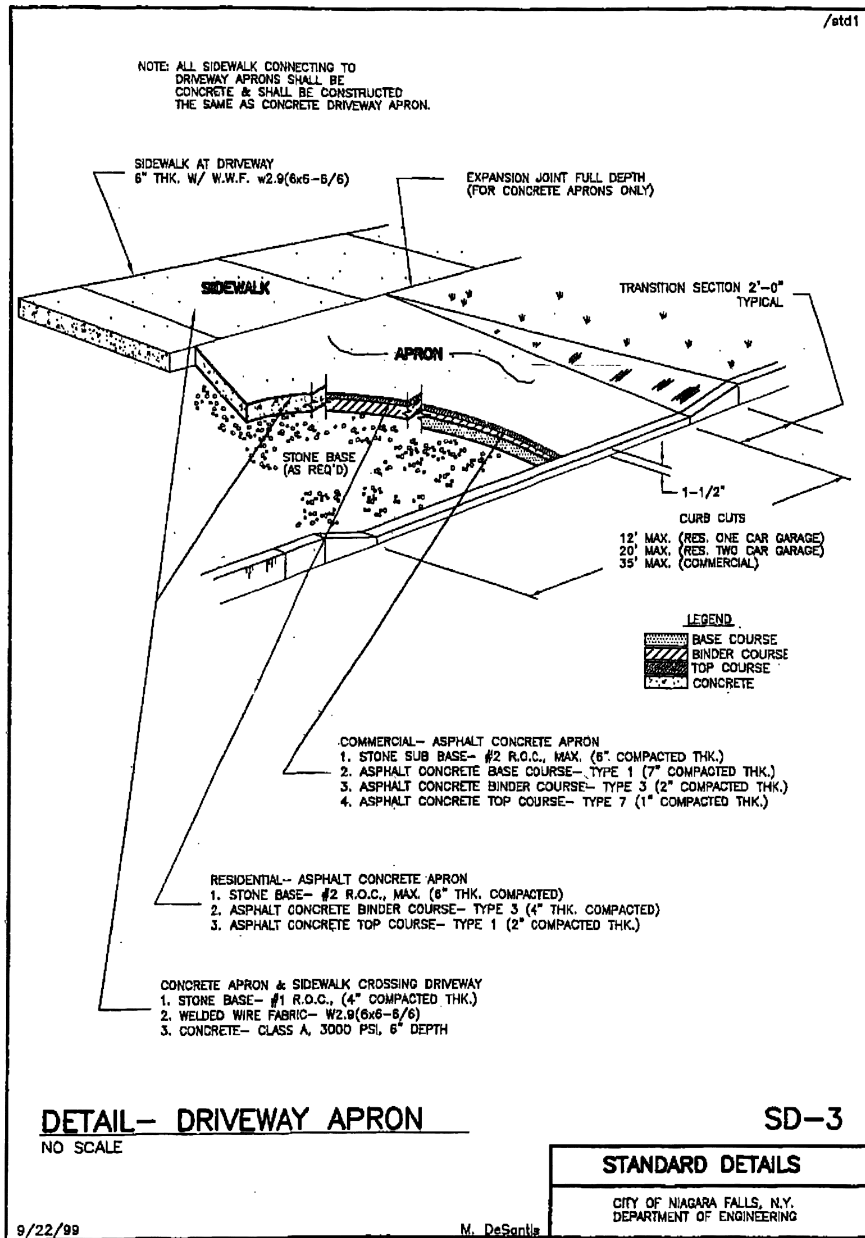 /std1
NOTE: ALL SIDEWALK CONNECTING TO
DRIVEWAY APRONS SHALL BE
CONCRETE & SHALL BE CONSTRUCTED
THE SAME AS CONCRETE DRIVEWAY APRON.
SIDEWALK AT DRIVEWAY
6" THK. W/ W.W.F. w2.9(6x6-6/6)
EXPANSION JOINT FULL DEPTH
(FOR CONCRETE APRONS ONLY)
SIDEWALK
TRANSITION SECTION 2'-0"
TYPICAL
APRON
STONE BASE
(AS REQ'D)
1-1/2"
CURB CUTS
12' MAX. (RES. ONE CAR GARAGE)
20' MAX. (RES. TWO CAR GARAGE)
35' MAX. (COMMERCIAL)
LEGEND
BASE COURSE
BINDER COURSE
TOP COURSE
CONCRETE
COMMERCIAL- ASPHALT CONCRETE APRON
1. STONE SUB BASE- #2 R.O.C., MAX. (6" COMPACTED THK.)
2. ASPHALT CONCRETE BASE COURSE- TYPE 1 (7" COMPACTED THK.)
3. ASPHALT CONCRETE BINDER COURSE- TYPE 3 (2" COMPACTED THK.)
4. ASPHALT CONCRETE TOP COURSE- TYPE 7 (1" COMPACTED THK.)
RESIDENTIAL- ASPHALT CONCRETE APRON
1. STONE BASE- #2 R.O.C., MAX. (6" THK. COMPACTED)
2. ASPHALT CONCRETE BINDER COURSE- TYPE 3 (4" THK. COMPACTED)
3. ASPHALT CONCRETE TOP COURSE- TYPE 1 (2" COMPACTED THK.)
CONCRETE APRON & SIDEWALK CROSSING DRIVEWAY
1. STONE BASE- #1 R.O.C., (4" COMPACTED THK.)
2. WELDED WIRE FABRIC- W2.9(6x6-6/6)
3. CONCRETE- CLASS A, 3000 PSI, 6" DEPTH
DETAIL- DRIVEWAY APRON
NO SCALE
SD-3
STANDARD DETAILS
CITY OF NIAGARA FALLS, N.Y.
DEPARTMENT OF ENGINEERING
9/22/99
M. DeSantis